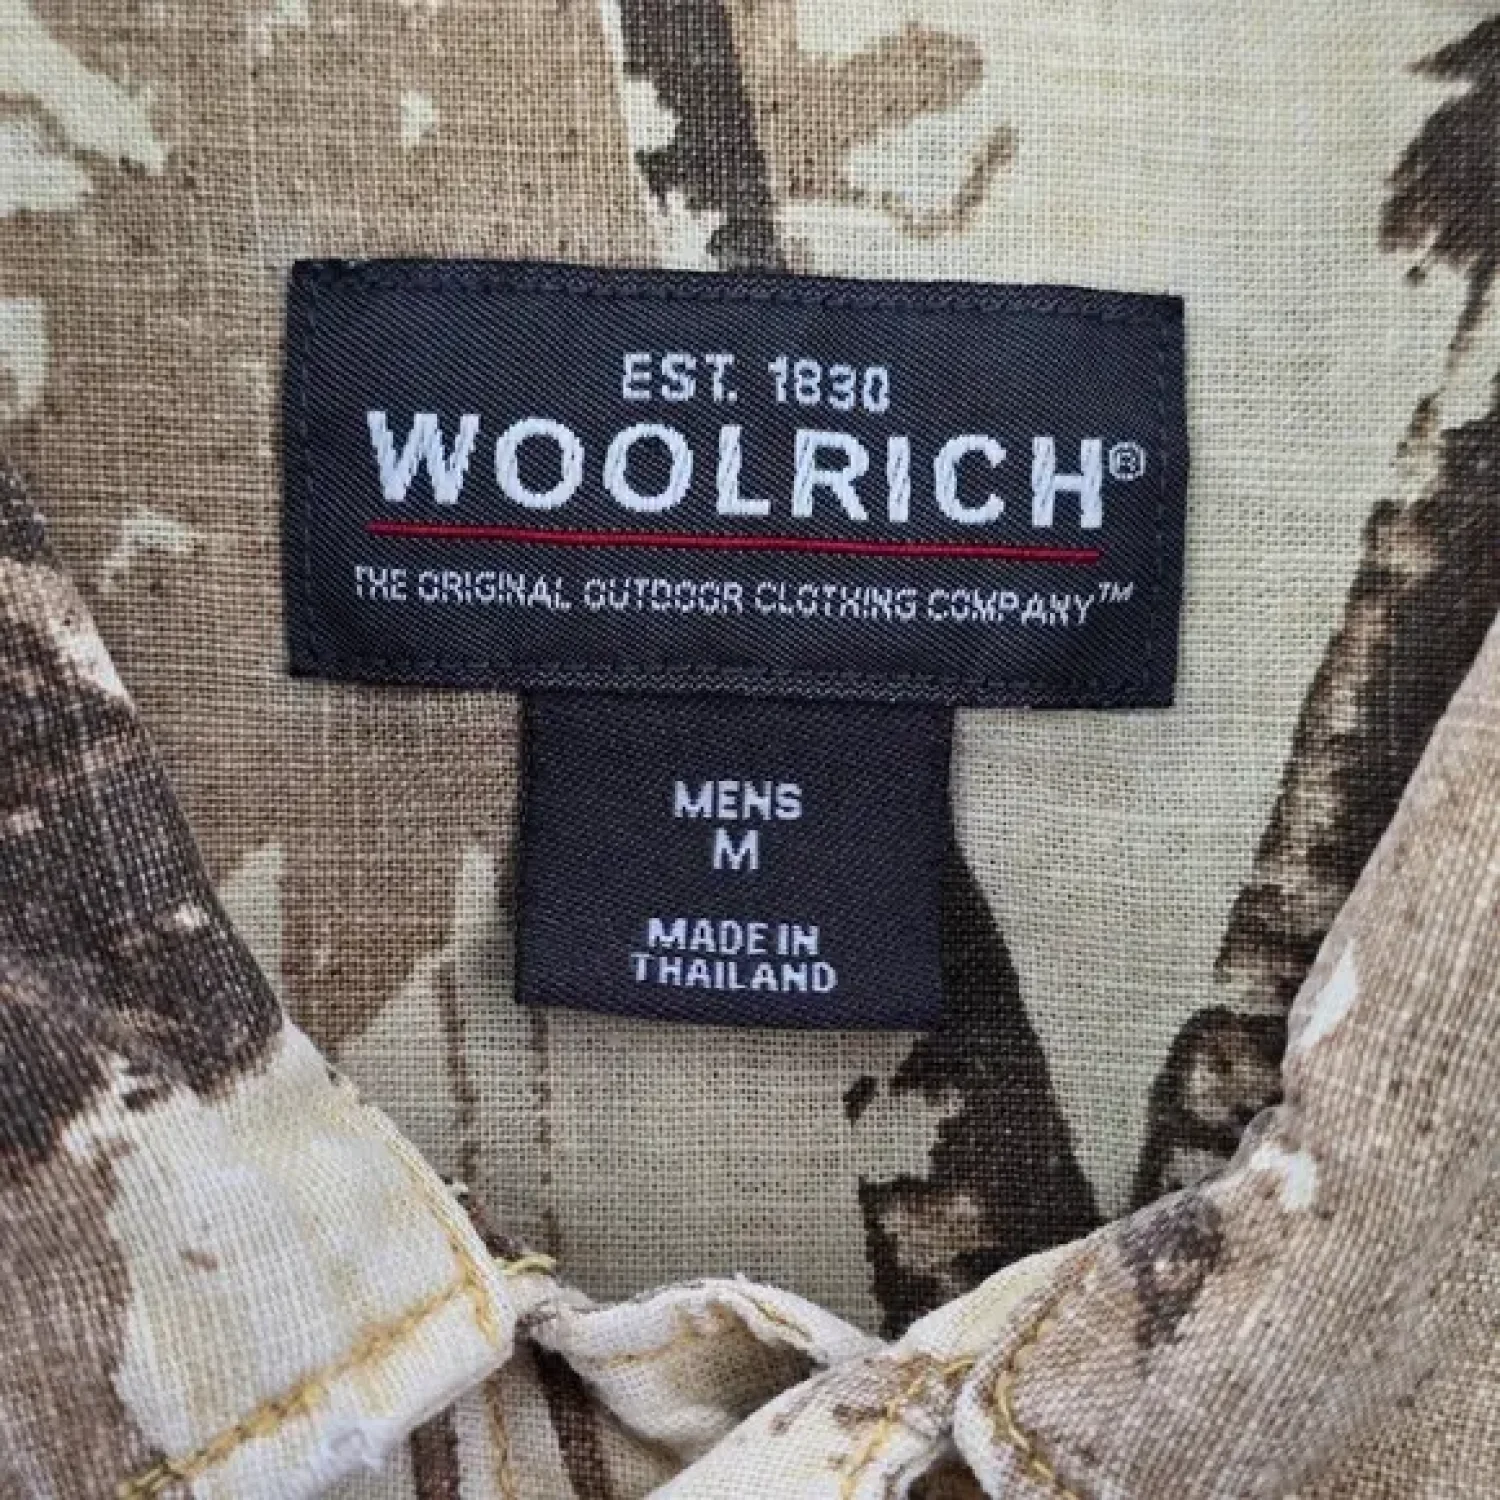 EST. 1830
WOOLRICH®
THE ORIGINAL OUTDOOR CLOTHING COMPANY™
MENS
M
MADE IN
THAILAND